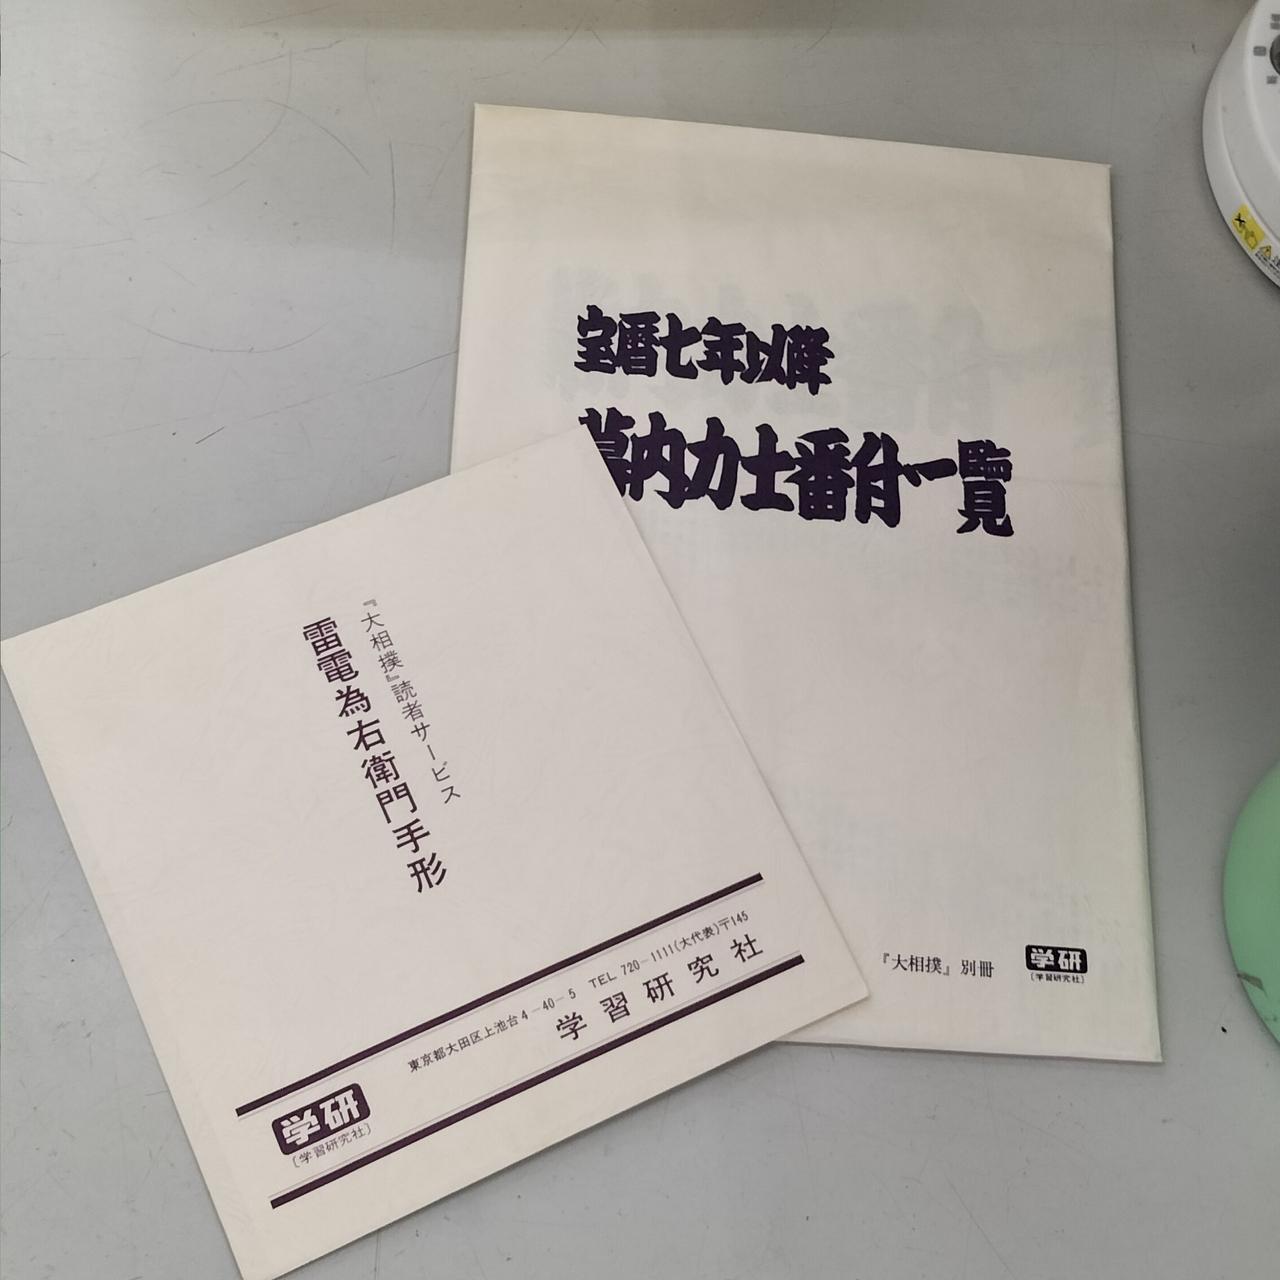 宝暦七年以降
幕内力士番付一覧
『大相撲』別冊
学研
(学習研究社)
『大相撲』読者サービス
雷電為右衛門手形
東京都大田区上池台4-40-5 TEL 720-1111(大代表)〒145
学習研究社
学研
(学習研究社)